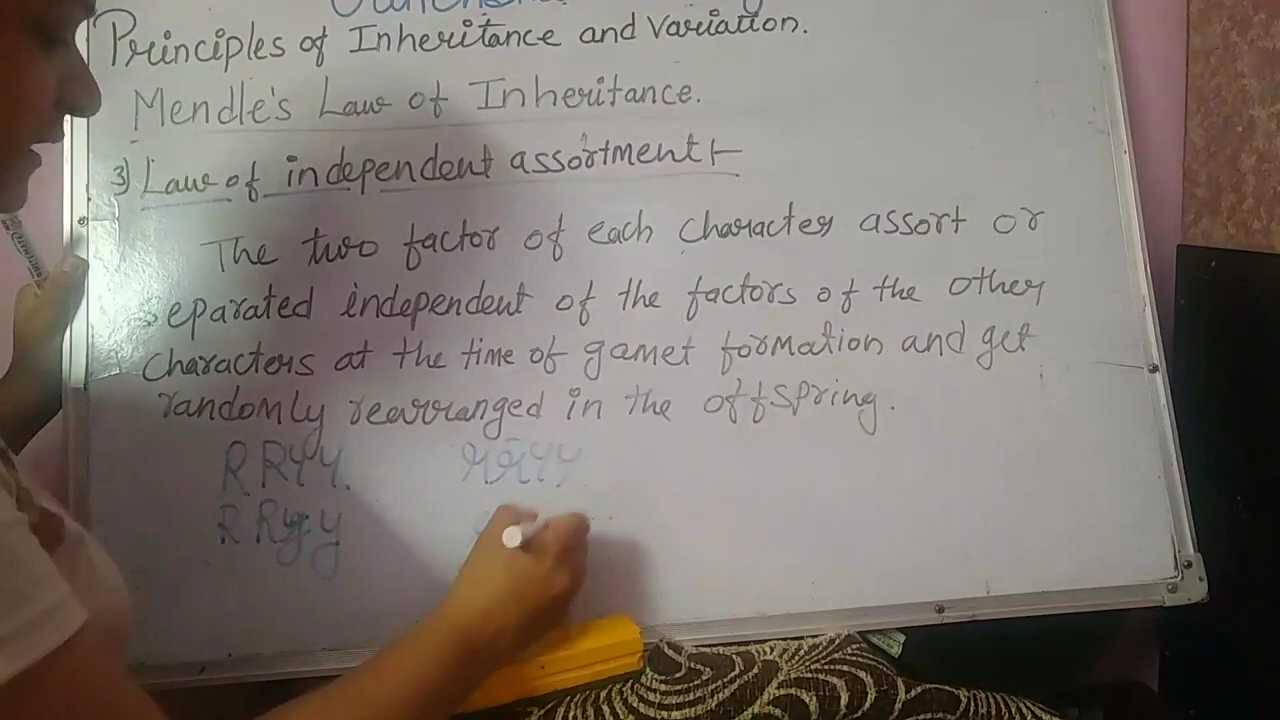 Principles of Inheritance and Variation.
Mendle's Law of Inheritance.
3) Law of independent assortment :-
The two factor of each character assort or
separated independent of the factors of the other
characters at the time of gamet formation and get
randomly rearranged in the offspring.
RRYY. rrYY
RRyy